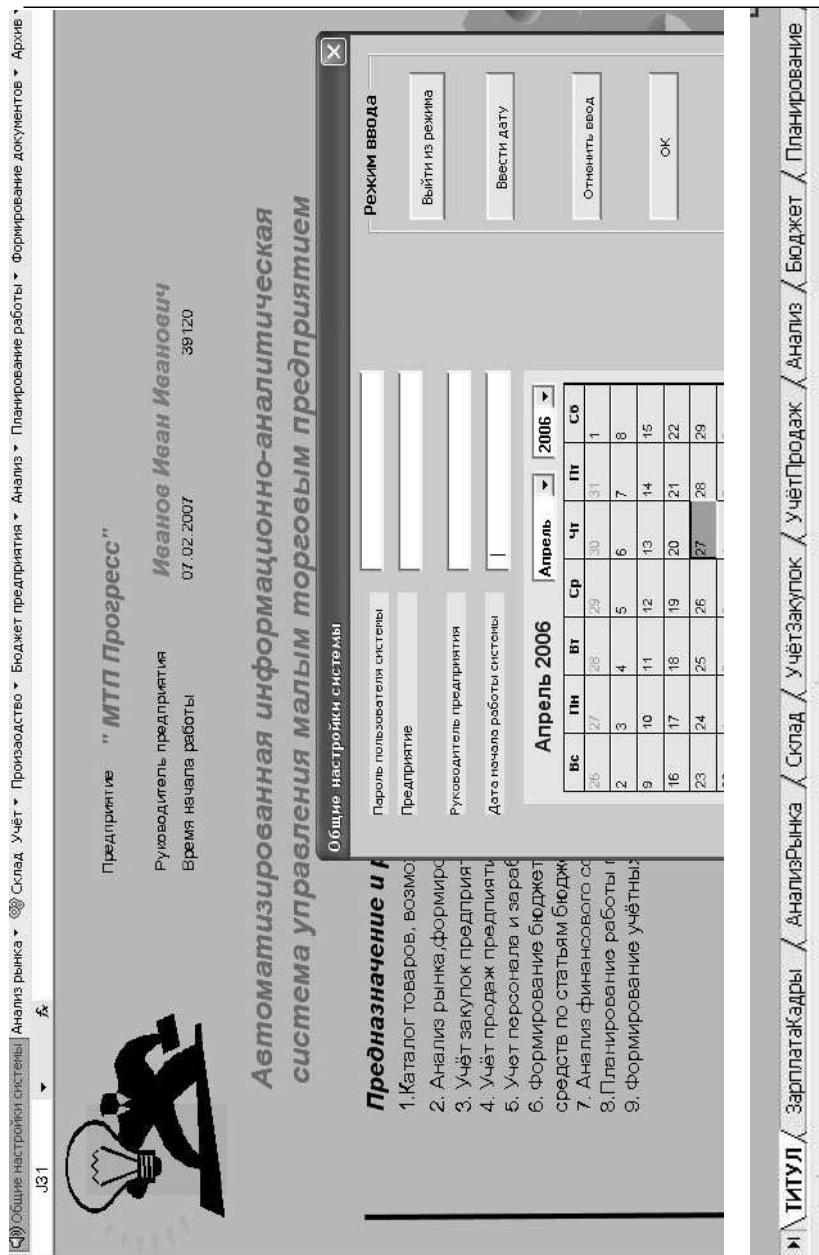 Общие настройки системы Анализ рынка Склад Учёт Производство Бюджет предприятия Анализ Планирование работы Формирование документов Архив
J31 fx
Предприятие " МТП Прогресс"
Руководитель предприятия Иванов Иван Иванович
Время начала работы 07.02.2007 39120
Автоматизированная информационно-аналитическая
система управления малым торговым предприятием
Предназначение и р
1.Каталог товаров, возмо
2. Анализ рынка,формиро
3. Учёт закупок предприят
4. Учёт продаж предпияти
5. Учет персонала и зараб
6. Формирование бюджет
средств по статьям бюдж
7. Анализ финансового со
8.Планирование работы п
9. Формирование учётных
Общие настройки системы
Пароль пользователя системы
Предприятие
Руководитель предприятия
Дата начала работы системы
Апрель 2006 Апрель 2006
Вс Пн Вт Ср Чт Пт Сб
26 27 28 29 30 31 1
2 3 4 5 6 7 8
9 10 11 12 13 14 15
16 17 18 19 20 21 22
23 24 25 26 27 28 29
Режим ввода
Выйти из режима
Ввести дату
Отменить ввод
ОК
ТИТУЛ ЗарплатаКадры АнализРынка Склад УчётЗакупок УчётПродаж Анализ Бюджет Планирование